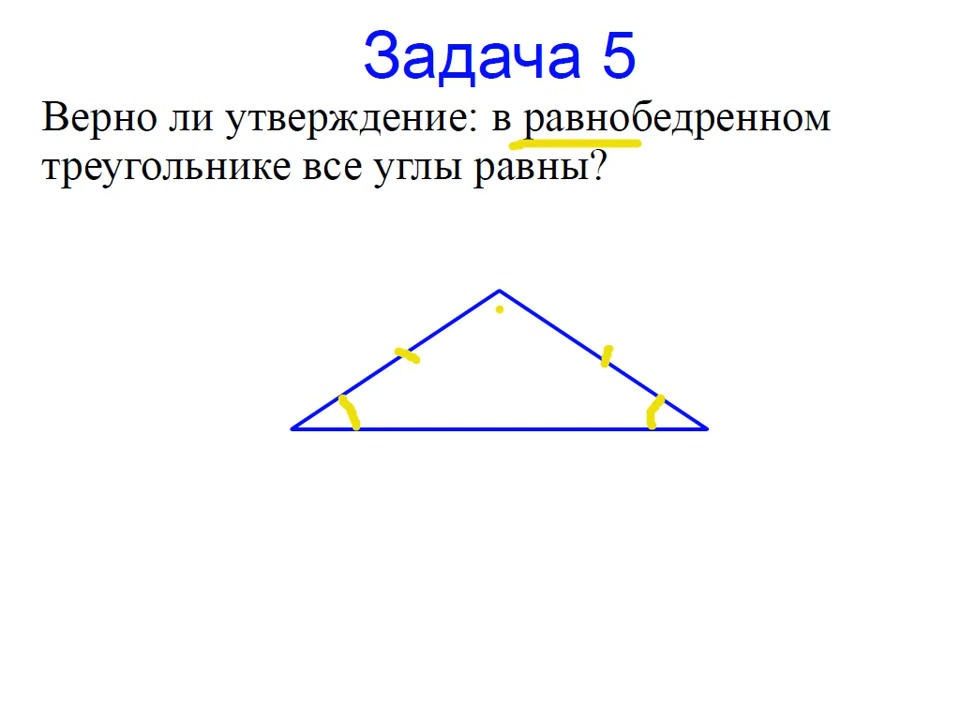 Задача 5
Верно ли утверждение: в равнобедренном
треугольнике все углы равны?